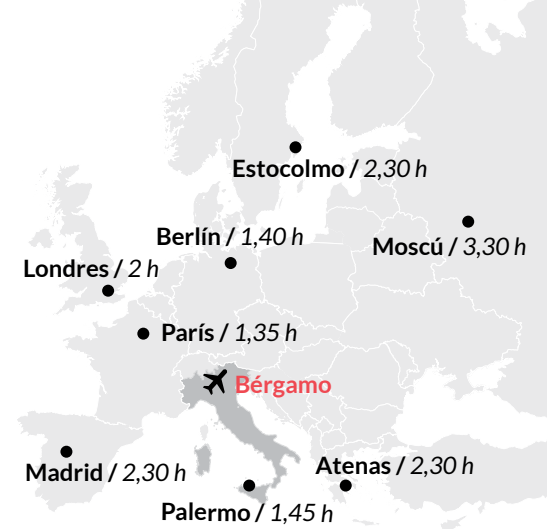 Estocolmo / 2,30 h
Berlín / 1,40 h
Moscú / 3,30 h
Londres / 2 h
París / 1,35 h
Bérgamo
Madrid / 2,30 h
Atenas / 2,30 h
Palermo / 1,45 h